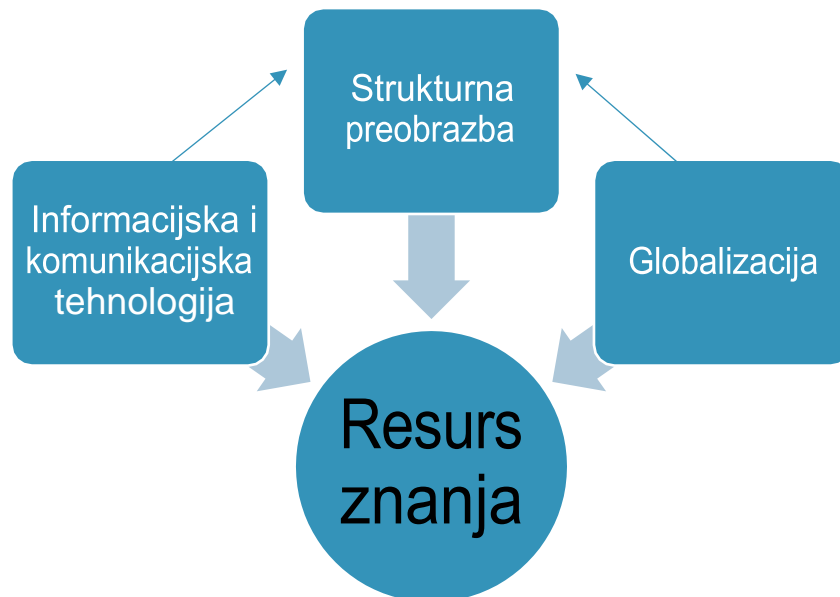 Strukturna
preobrazba
Informacijska i
komunikacijska
tehnologija
Globalizacija
Resurs
znanja